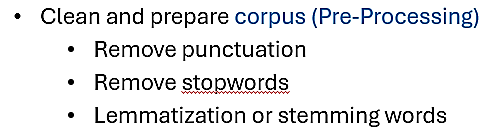 • Clean and prepare corpus (Pre-Processing)
• Remove punctuation
• Remove stopwords
• Lemmatization or stemming words